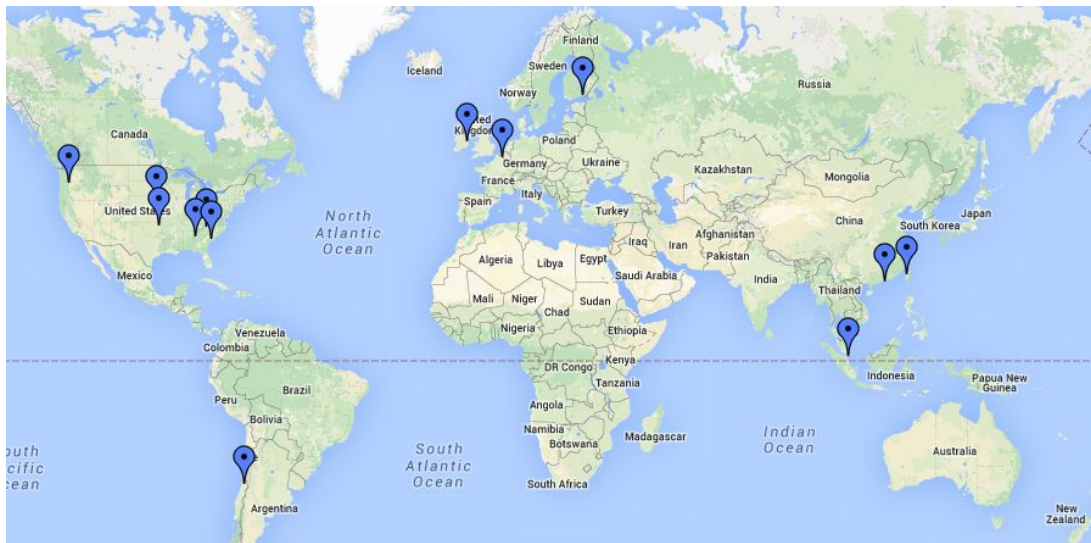 Finland
Sweden
Iceland
Russia
Norway
Canada
Kingdom
Poland
Germany
Ukraine
Kazakhstan
France
Mongolia
Italy
Spain
United States
North
Atlantic
Ocean
Turkey
China
Japan
South Korea
Afghanistan
Iraq
Iran
Pakistan
Algeria
Libya
Egypt
Mexico
Saudi Arabia
India
Thailand
Mali
Niger
Sudan
Chad
Nigeria
Ethiopia
Venezuela
Colombia
Kenya
DR Congo
Indonesia
Papua New
Guinea
Tanzania
Brazil
Peru
Angola
Bolivia
Namibia
Botswana
Madagascar
Indian
Ocean
South
Atlantic
Ocean
Australia
South Africa
Argentina
New
Zealand